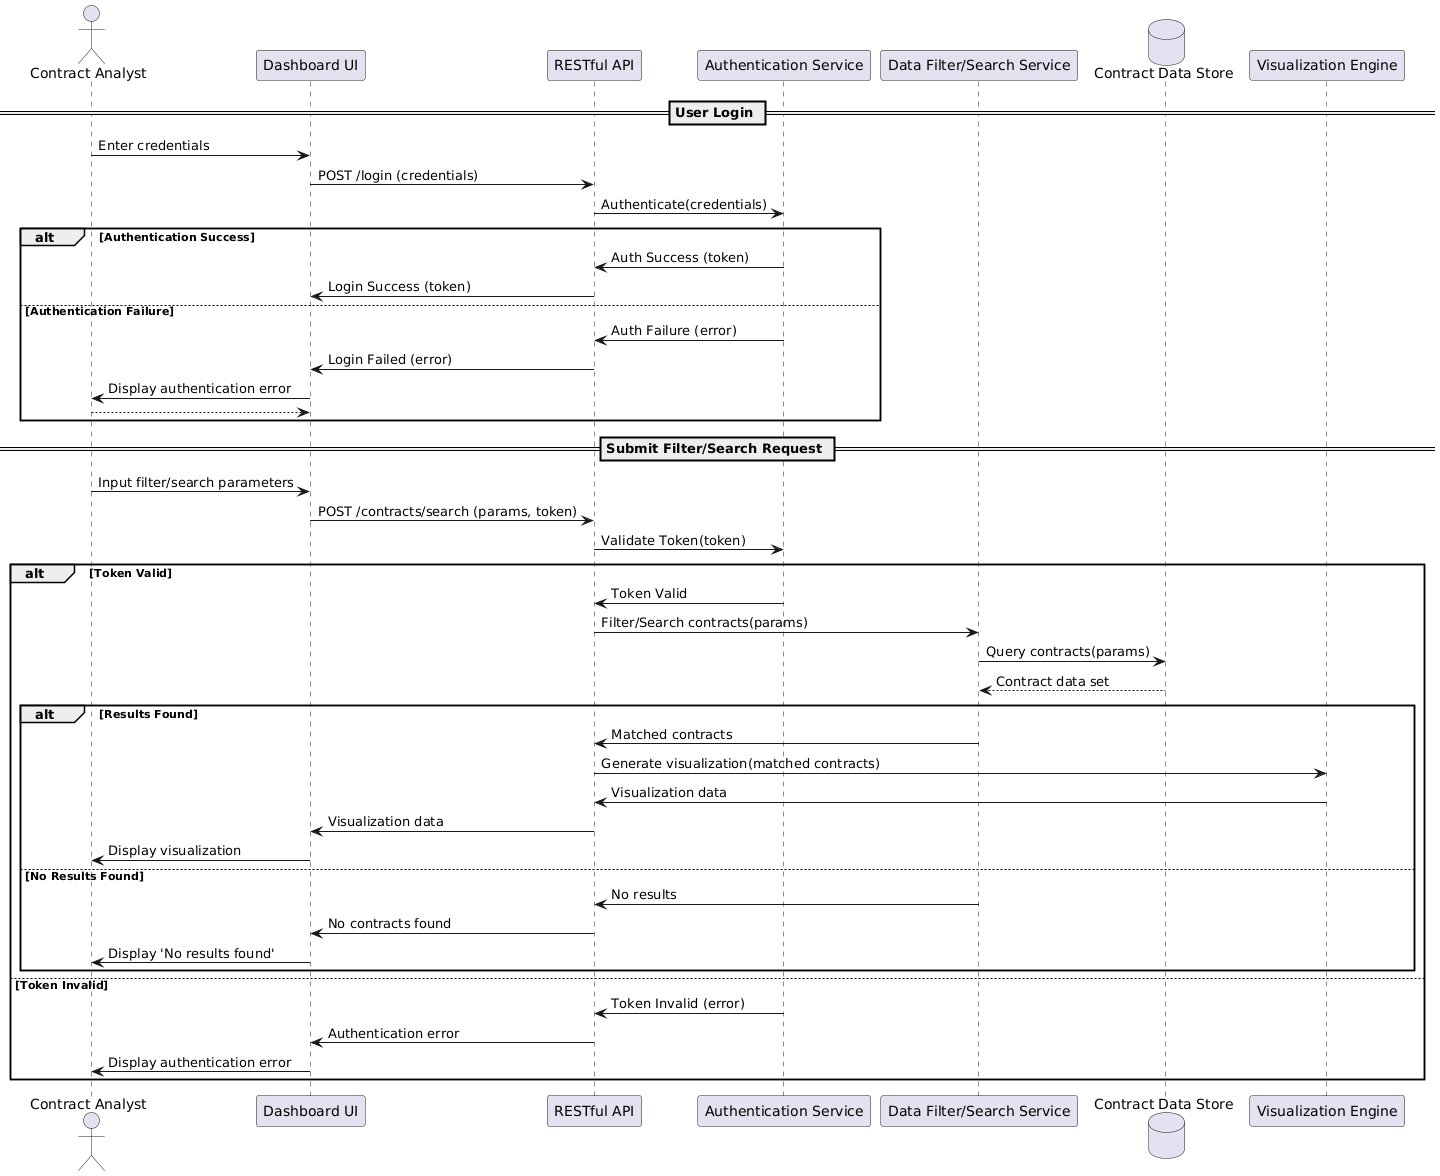 Contract Analyst
Dashboard UI
RESTful API
Authentication Service
Data Filter/Search Service
Contract Data Store
Visualization Engine
User Login
Enter credentials
POST /login (credentials)
Authenticate(credentials)
alt [Authentication Success]
Auth Success (token)
Login Success (token)
[Authentication Failure]
Auth Failure (error)
Login Failed (error)
Display authentication error
Submit Filter/Search Request
Input filter/search parameters
POST /contracts/search (params, token)
Validate Token(token)
alt [Token Valid]
Token Valid
Filter/Search contracts(params)
Query contracts(params)
Contract data set
alt [Results Found]
Matched contracts
Generate visualization(matched contracts)
Visualization data
Visualization data
Display visualization
[No Results Found]
No results
No contracts found
Display 'No results found'
[Token Invalid]
Token Invalid (error)
Authentication error
Display authentication error
Contract Analyst
Dashboard UI
RESTful API
Authentication Service
Data Filter/Search Service
Contract Data Store
Visualization Engine